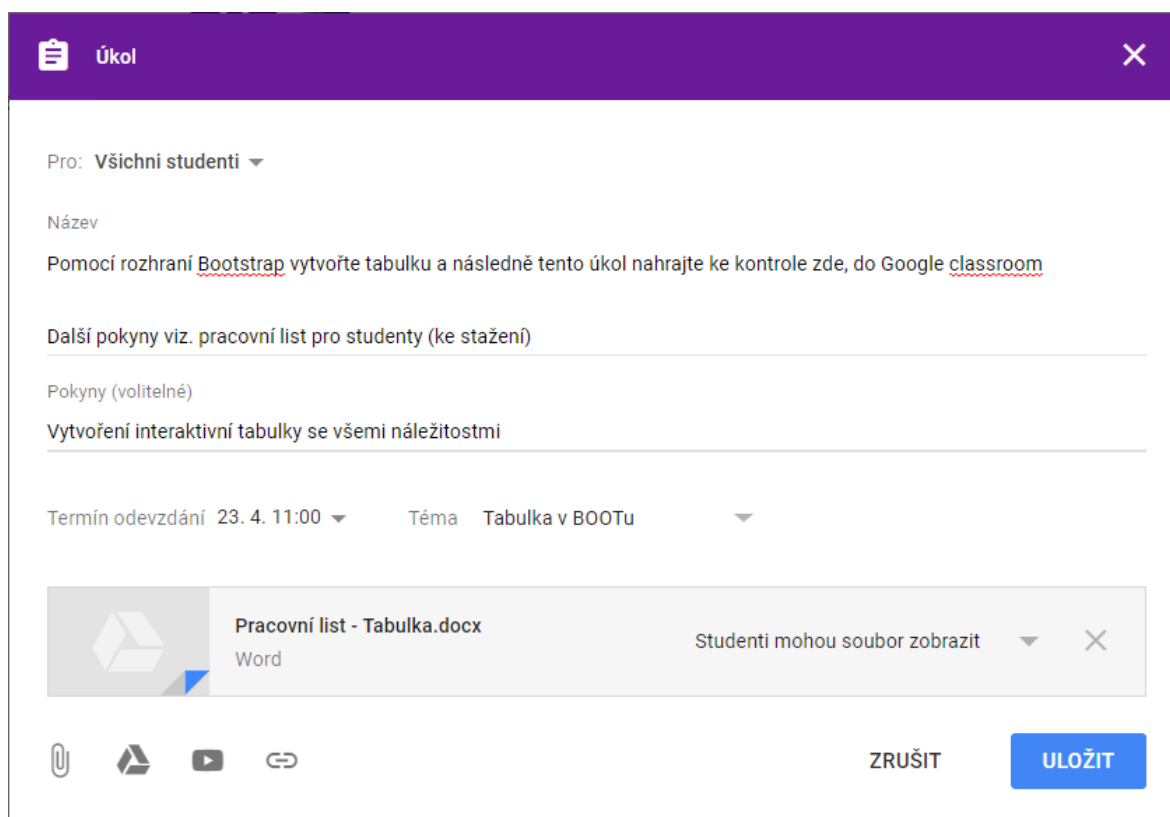 Úkol
Pro: Všichni studenti
Název
Pomocí rozhraní Bootstrap vytvořte tabulku a následně tento úkol nahrajte ke kontrole zde, do Google classroom
Další pokyny viz. pracovní list pro studenty (ke stažení)
Pokyny (volitelné)
Vytvoření interaktivní tabulky se všemi náležitostmi
Termín odevzdání 23. 4. 11:00 Téma Tabulka v BOOTu
Pracovní list - Tabulka.docx
Word
Studenti mohou soubor zobrazit
ZRUŠIT ULOŽIT